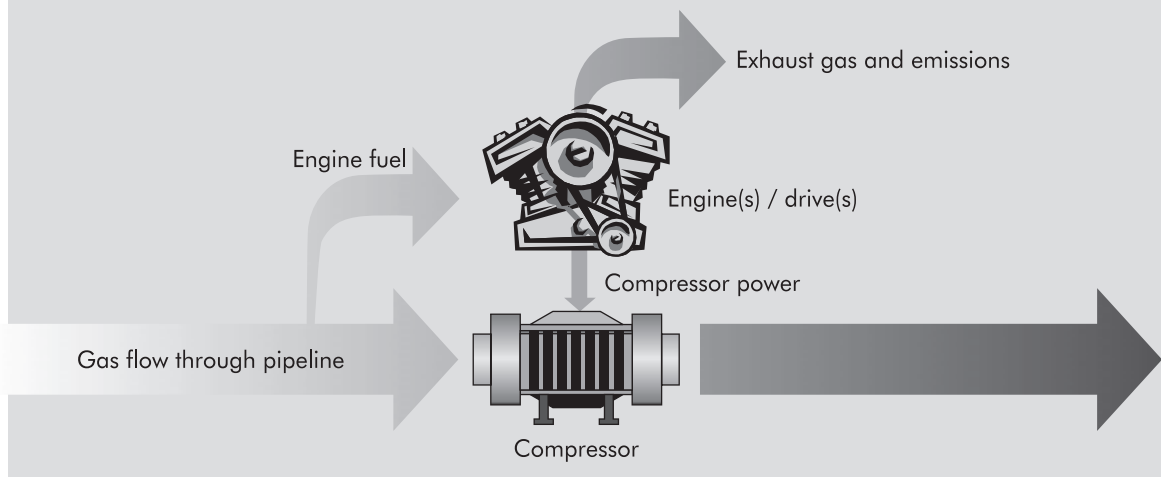 Exhaust gas and emissions
Engine fuel
Engine(s) / drive(s)
Compressor power
Gas flow through pipeline
Compressor